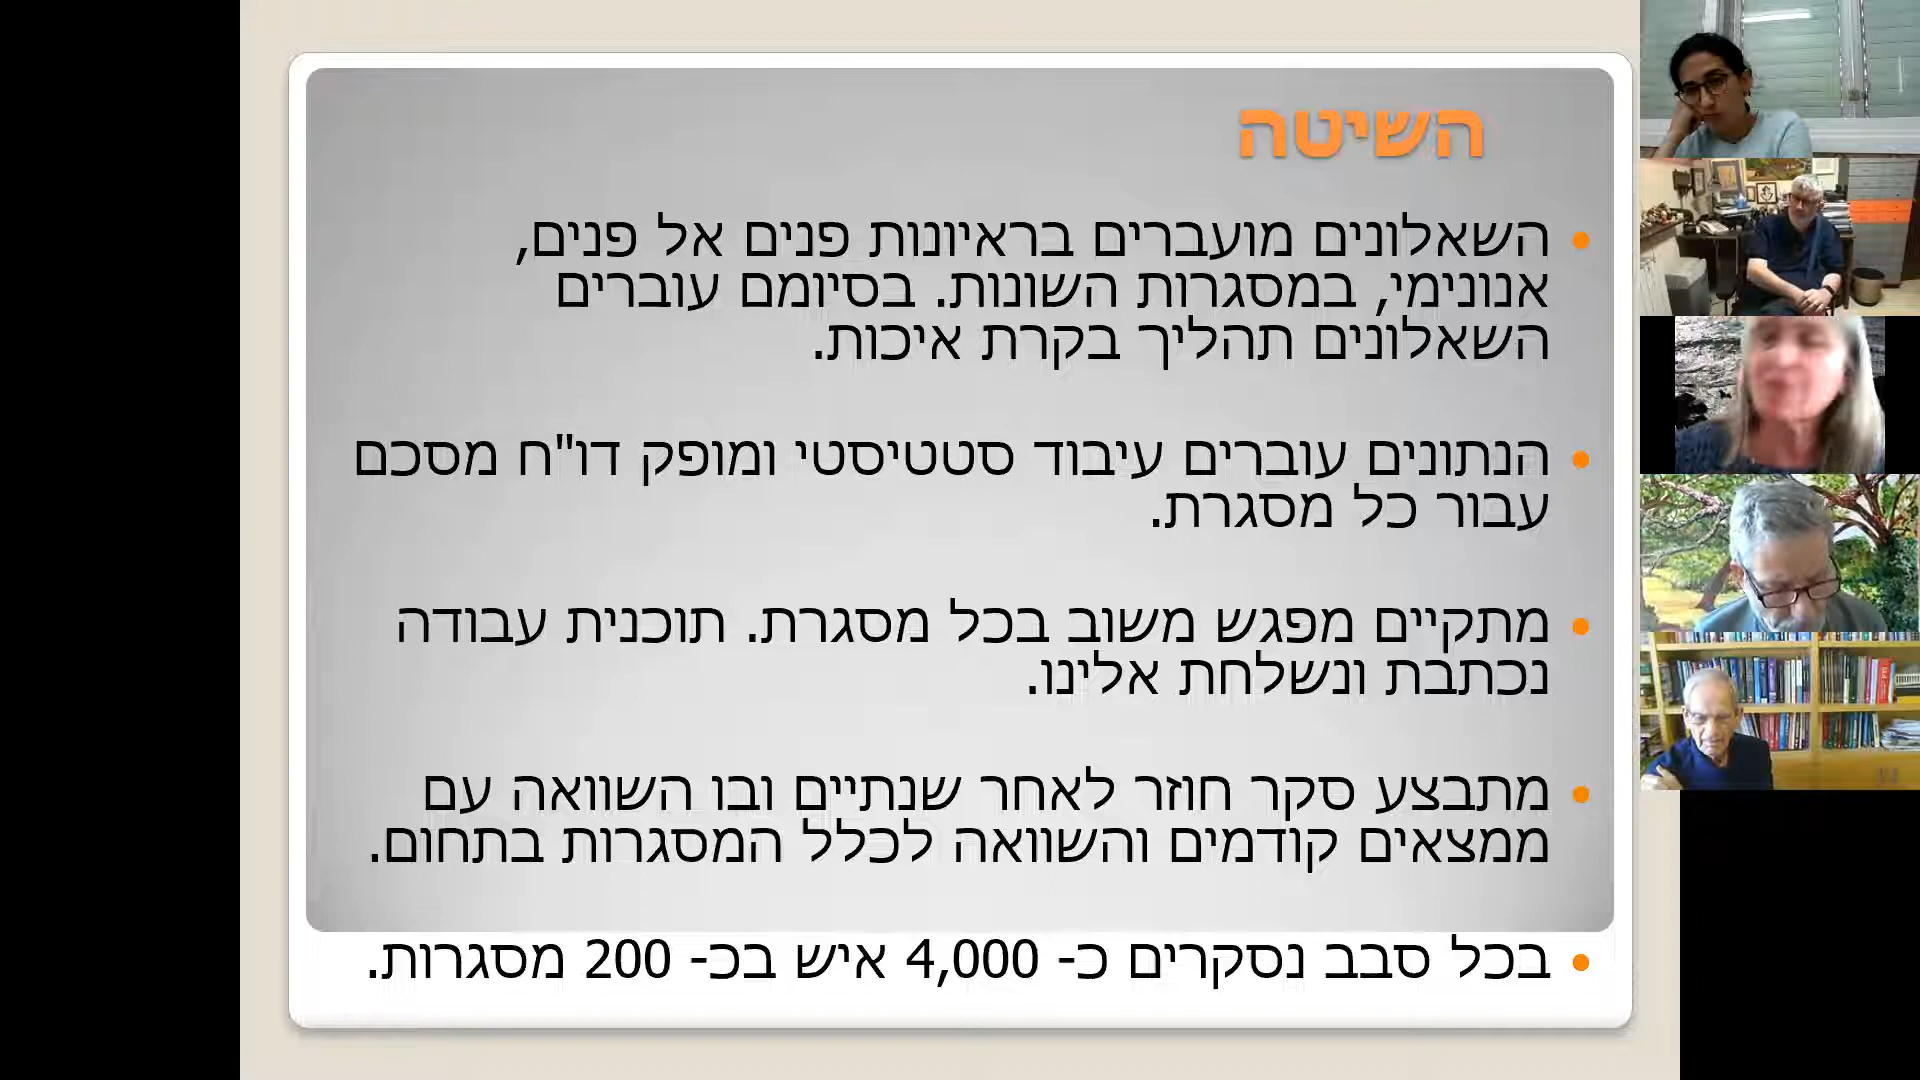 השיטה
השאלונים מועברים בראיונות פנים אל פנים,
אנונימי, במסגרות השונות. בסיומם עוברים
השאלונים תהליך בקרת איכות.
הנתונים עוברים עיבוד סטטיסטי ומופק דו"ח מסכם
עבור כל מסגרת.
מתקיים מפגש משוב בכל מסגרת. תוכנית עבודה
נכתבת ונשלחת אלינו.
מתבצע סקר חוזר לאחר שנתיים ובו השוואה עם
ממצאים קודמים והשוואה לכלל המסגרות בתחום.
בכל סבב נסקרים כ- 4,000 איש בכ- 200 מסגרות.